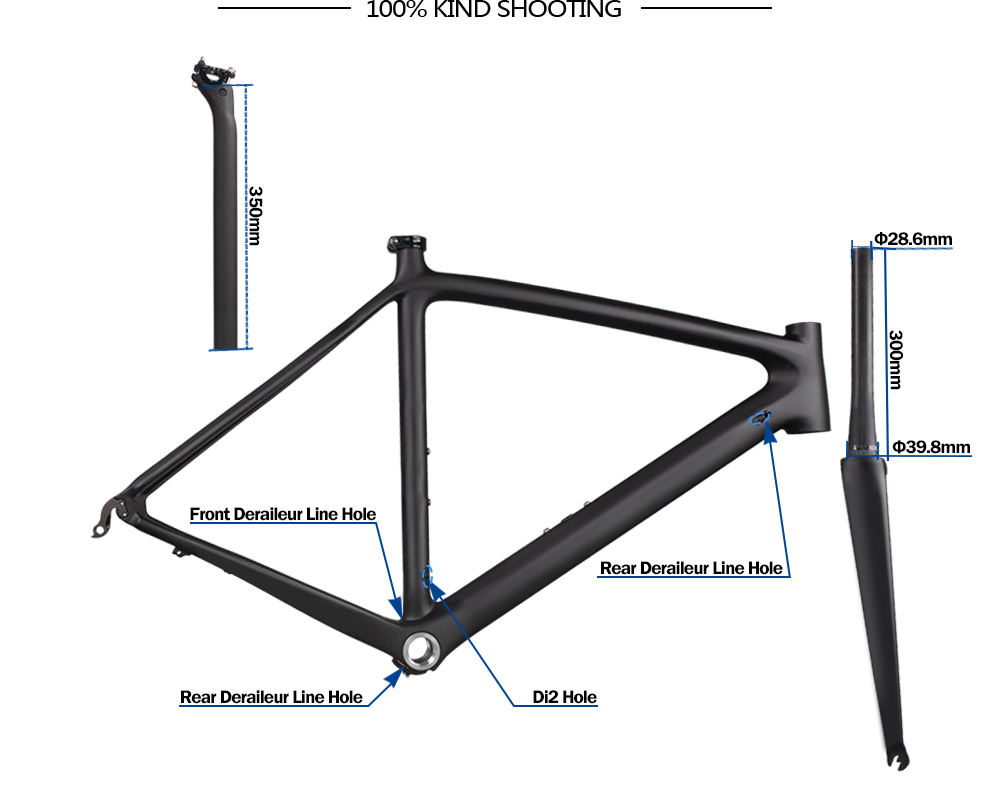 100% KIND SHOOTING
350mm
Φ28.6mm
300mm
Φ39.8mm
Front Deraileur Line Hole
Rear Deraileur Line Hole
Rear Deraileur Line Hole
Di2 Hole